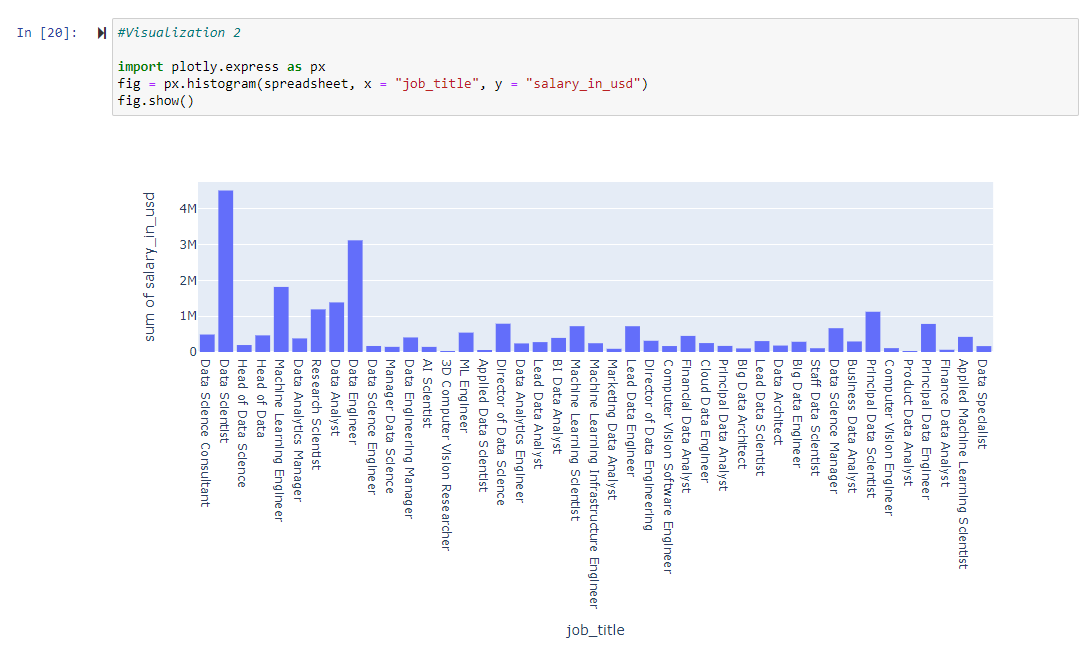 In [20]:
#Visualization 2
import plotly.express as px
fig = px.histogram(spreadsheet, x = "job_title", y = "salary_in_usd")
fig.show()
sum of salary_in_usd
4M
3M
2M
1M
0
Data Science Consultant
Data Scientist
Head of Data Science
Head of Data
Machine Learning Engineer
Data Analytics Manager
Research Scientist
Data Analyst
Data Engineer
Data Science Engineer
Manager Data Science
Data Engineering Manager
AI Scientist
3D Computer Vision Researcher
ML Engineer
Applied Data Scientist
Director of Data Science
Data Analytics Engineer
Lead Data Analyst
BI Data Analyst
Machine Learning Scientist
Machine Learning Infrastructure Engineer
Marketing Data Analyst
Lead Data Engineer
Director of Data Engineering
Computer Vision Software Engineer
Financial Data Analyst
Cloud Data Engineer
Principal Data Analyst
Big Data Architect
Lead Data Scientist
Data Architect
Big Data Engineer
Staff Data Scientist
Data Science Manager
Business Data Analyst
Principal Data Scientist
Computer Vision Engineer
Product Data Analyst
Principal Data Engineer
Finance Data Analyst
Applied Machine Learning Scientist
Data Specialist
job_title